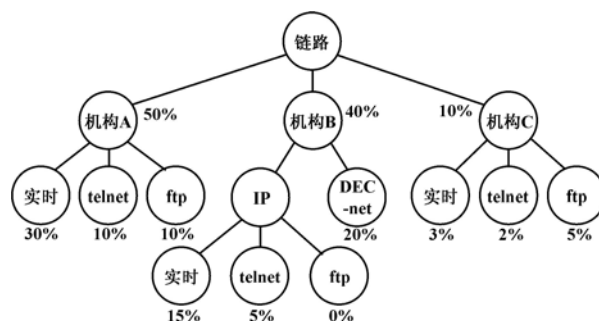 链路
机构A 50%
机构B 40%
10% 机构C
实时 telnet ftp
IP
DEC
-net
实时 telnet ftp
30% 10% 10%
20%
3% 2% 5%
实时 telnet ftp
15% 5% 0%